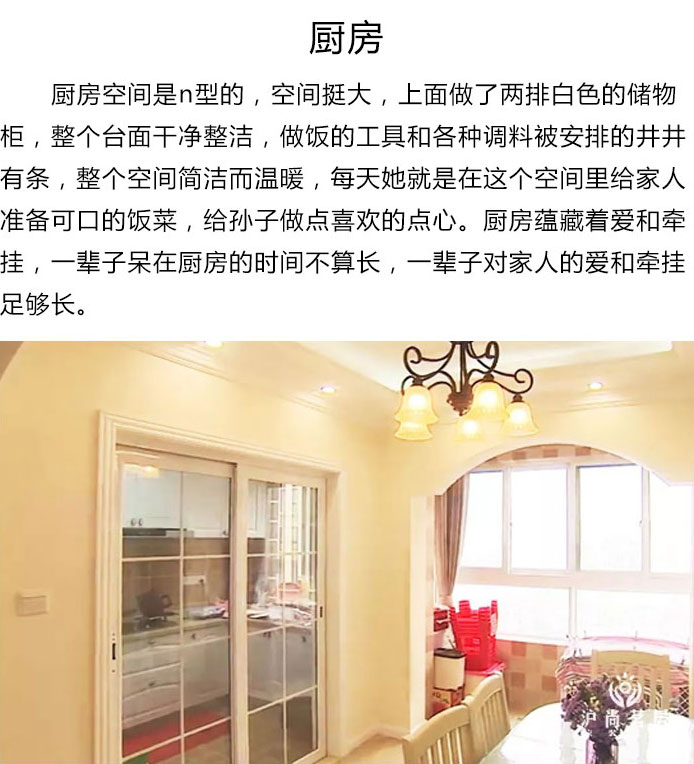 厨房
厨房空间是n型的，空间挺大，上面做了两排白色的储物
柜，整个台面干净整洁，做饭的工具和各种调料被安排的井井
有条，整个空间简洁而温暖，每天她就是在这个空间里给家人
准备可口的饭菜，给孙子做点喜欢的点心。厨房蕴藏着爱和牵
挂，一辈子呆在厨房的时间不算长，一辈子对家人的爱和牵挂
足够长。
沪尚茗居